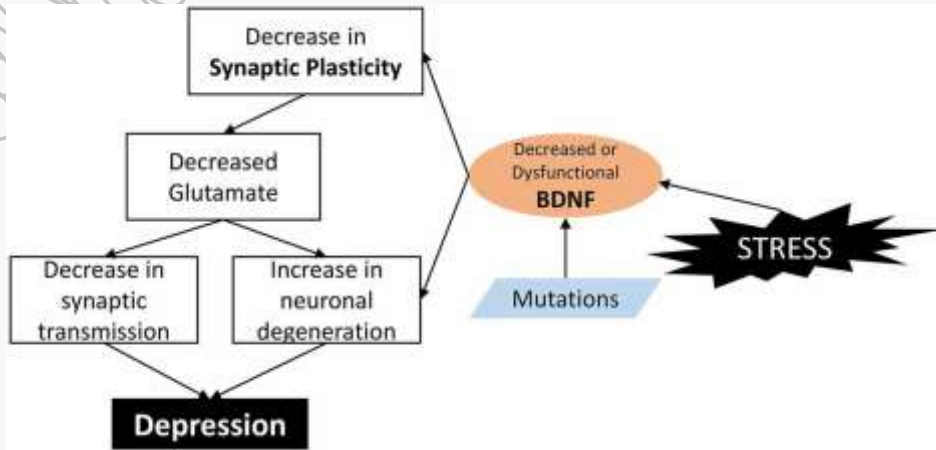 Decrease in
Synaptic Plasticity
Decreased
Glutamate
Decrease in
synaptic
transmission
Increase in
neuronal
degeneration
Depression
Decreased or
Dysfunctional
BDNF
Mutations
STRESS